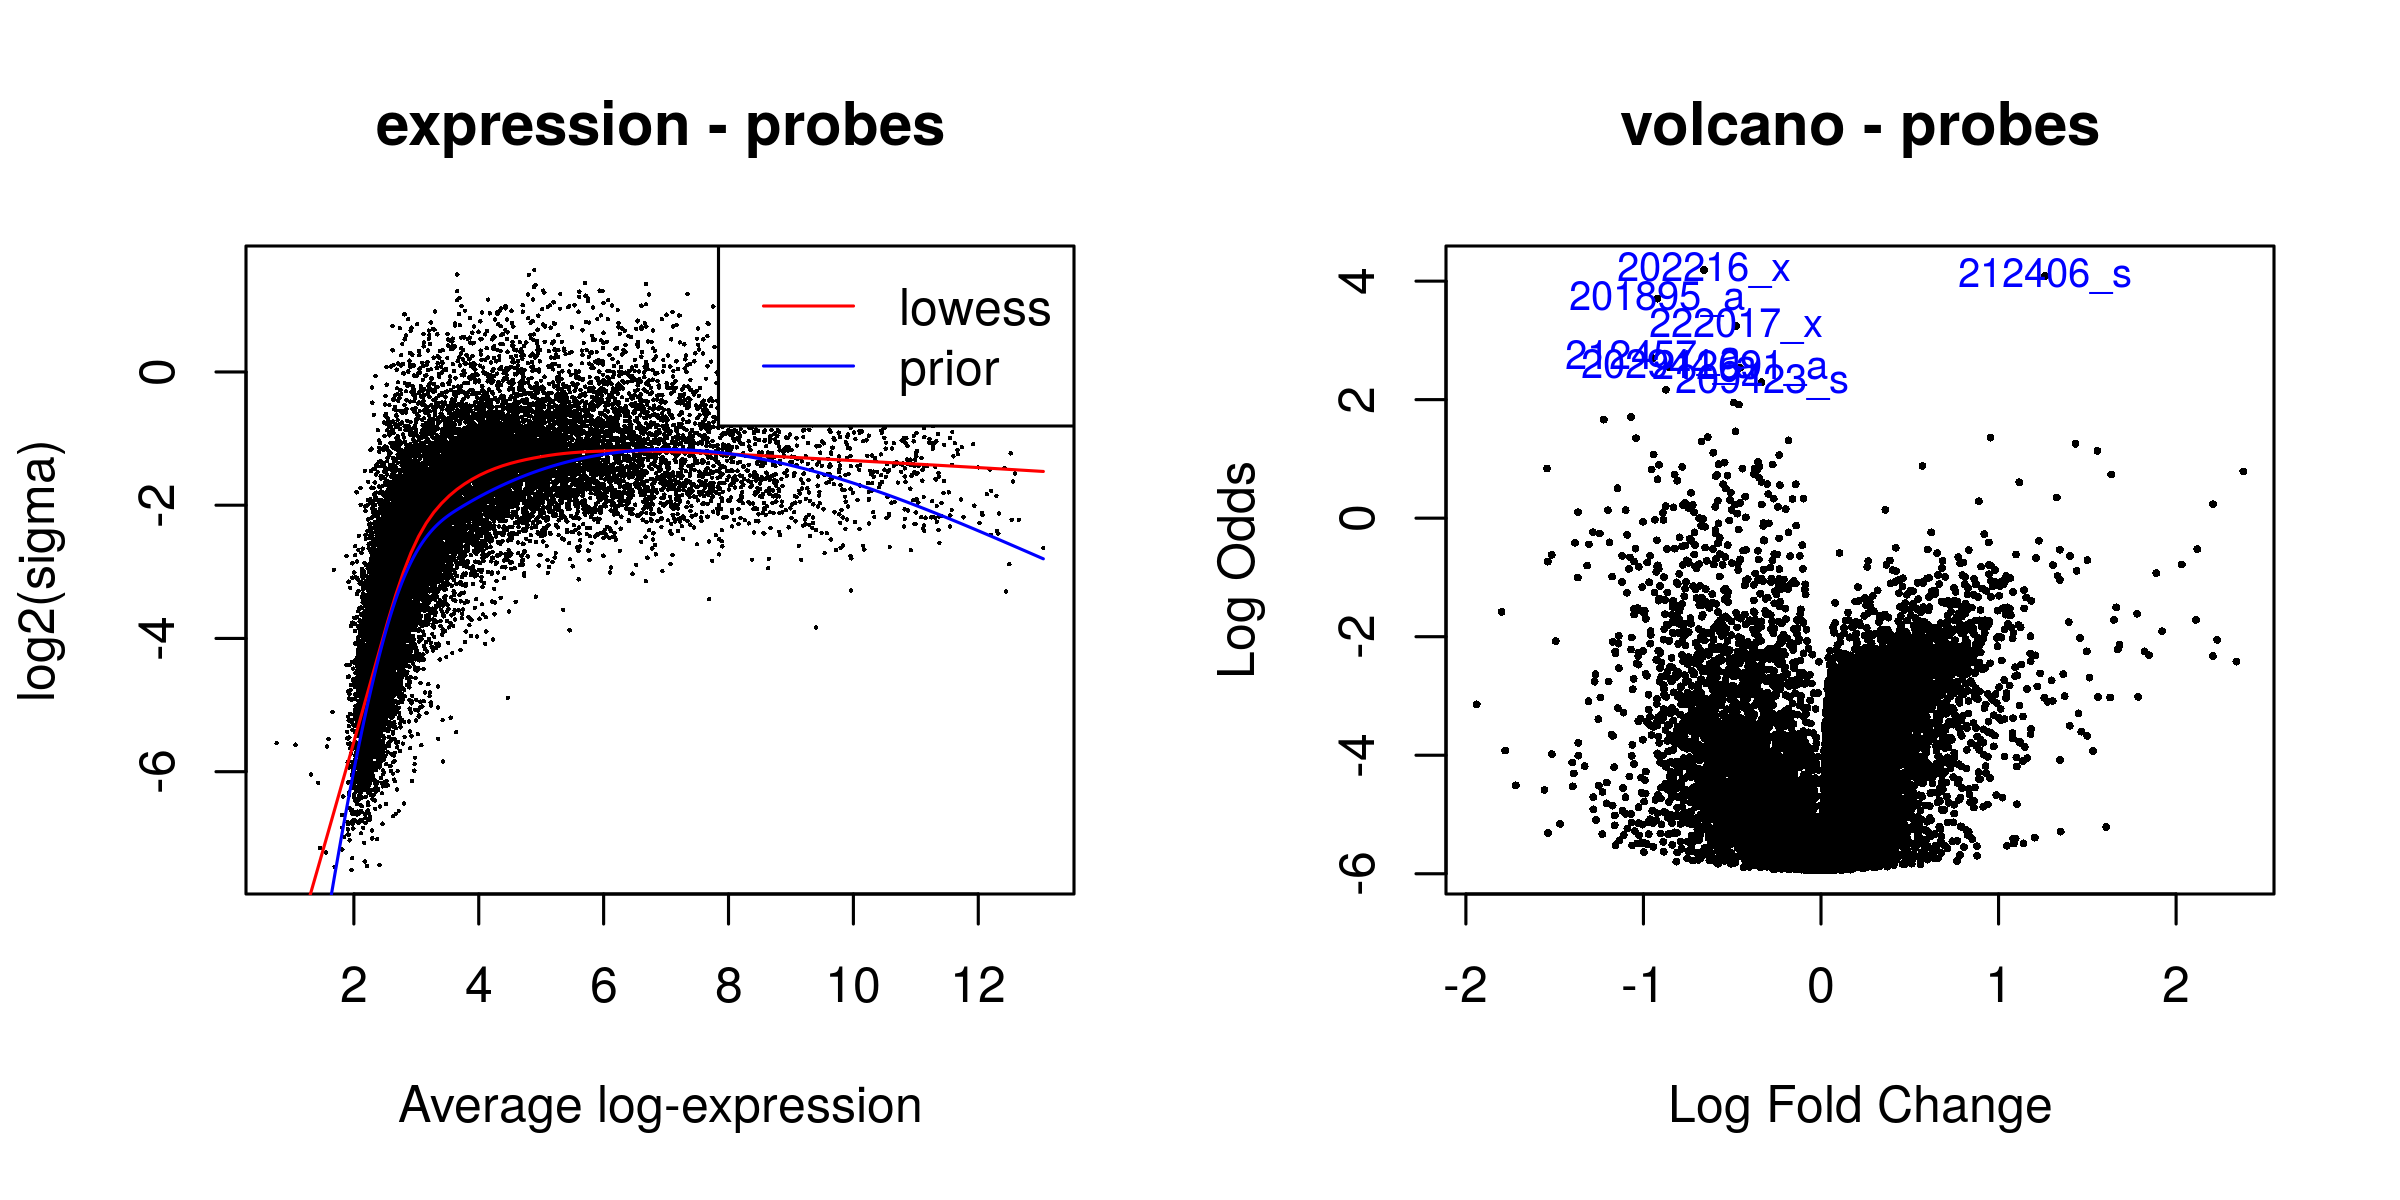 expression - probes
log2(sigma)
0
-2
-4
-6
lowess
prior
2 4 6 8 10 12
Average log-expression
volcano - probes
Log Odds
4
2
0
-2
-4
-6
202216_x
212406_s
201895_a
222017_x
209423_s
-2 -1 0 1 2
Log Fold Change